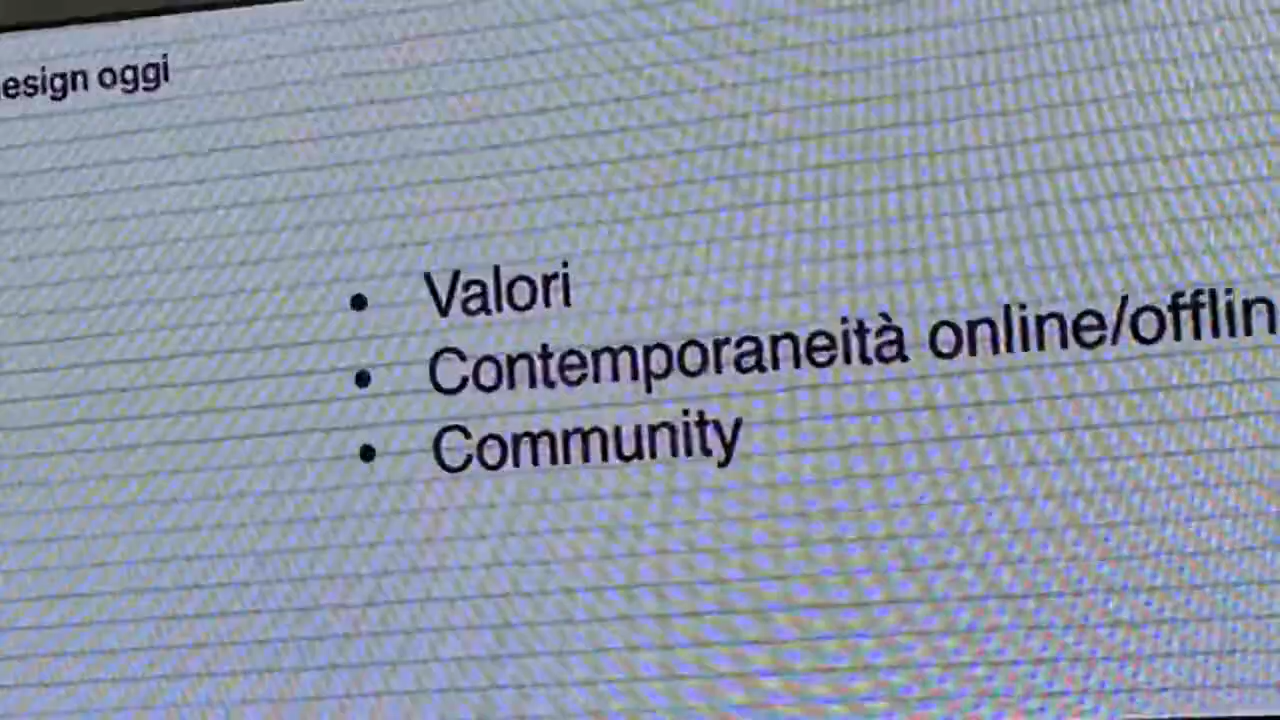 esign oggi
• Valori
• Contemporaneità online/offlin
• Community